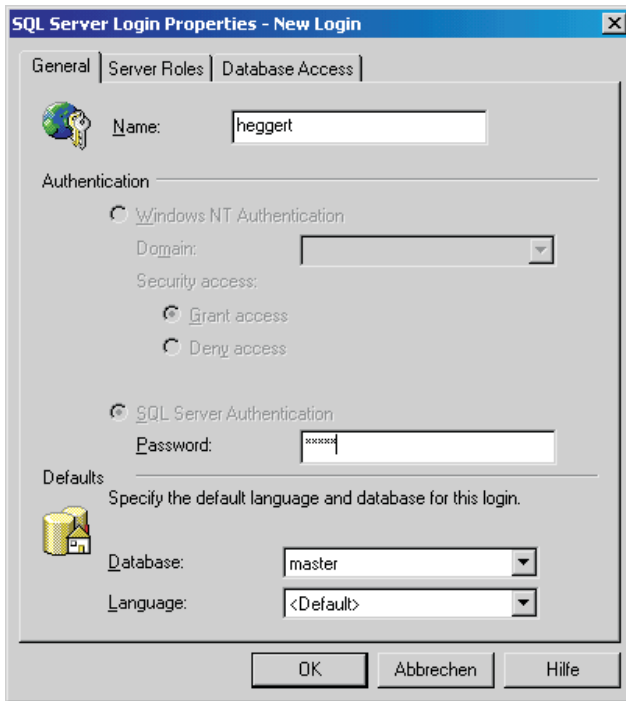 SQL Server Login Properties - New Login
General Server Roles Database Access
Name: heggert
Authentication
Windows NT Authentication
Domain:
Security access:
Grant access
Deny access
SQL Server Authentication
Password: *****
Defaults
Specify the default language and database for this login.
Database: master
Language: <Default>
OK Abbrechen Hilfe